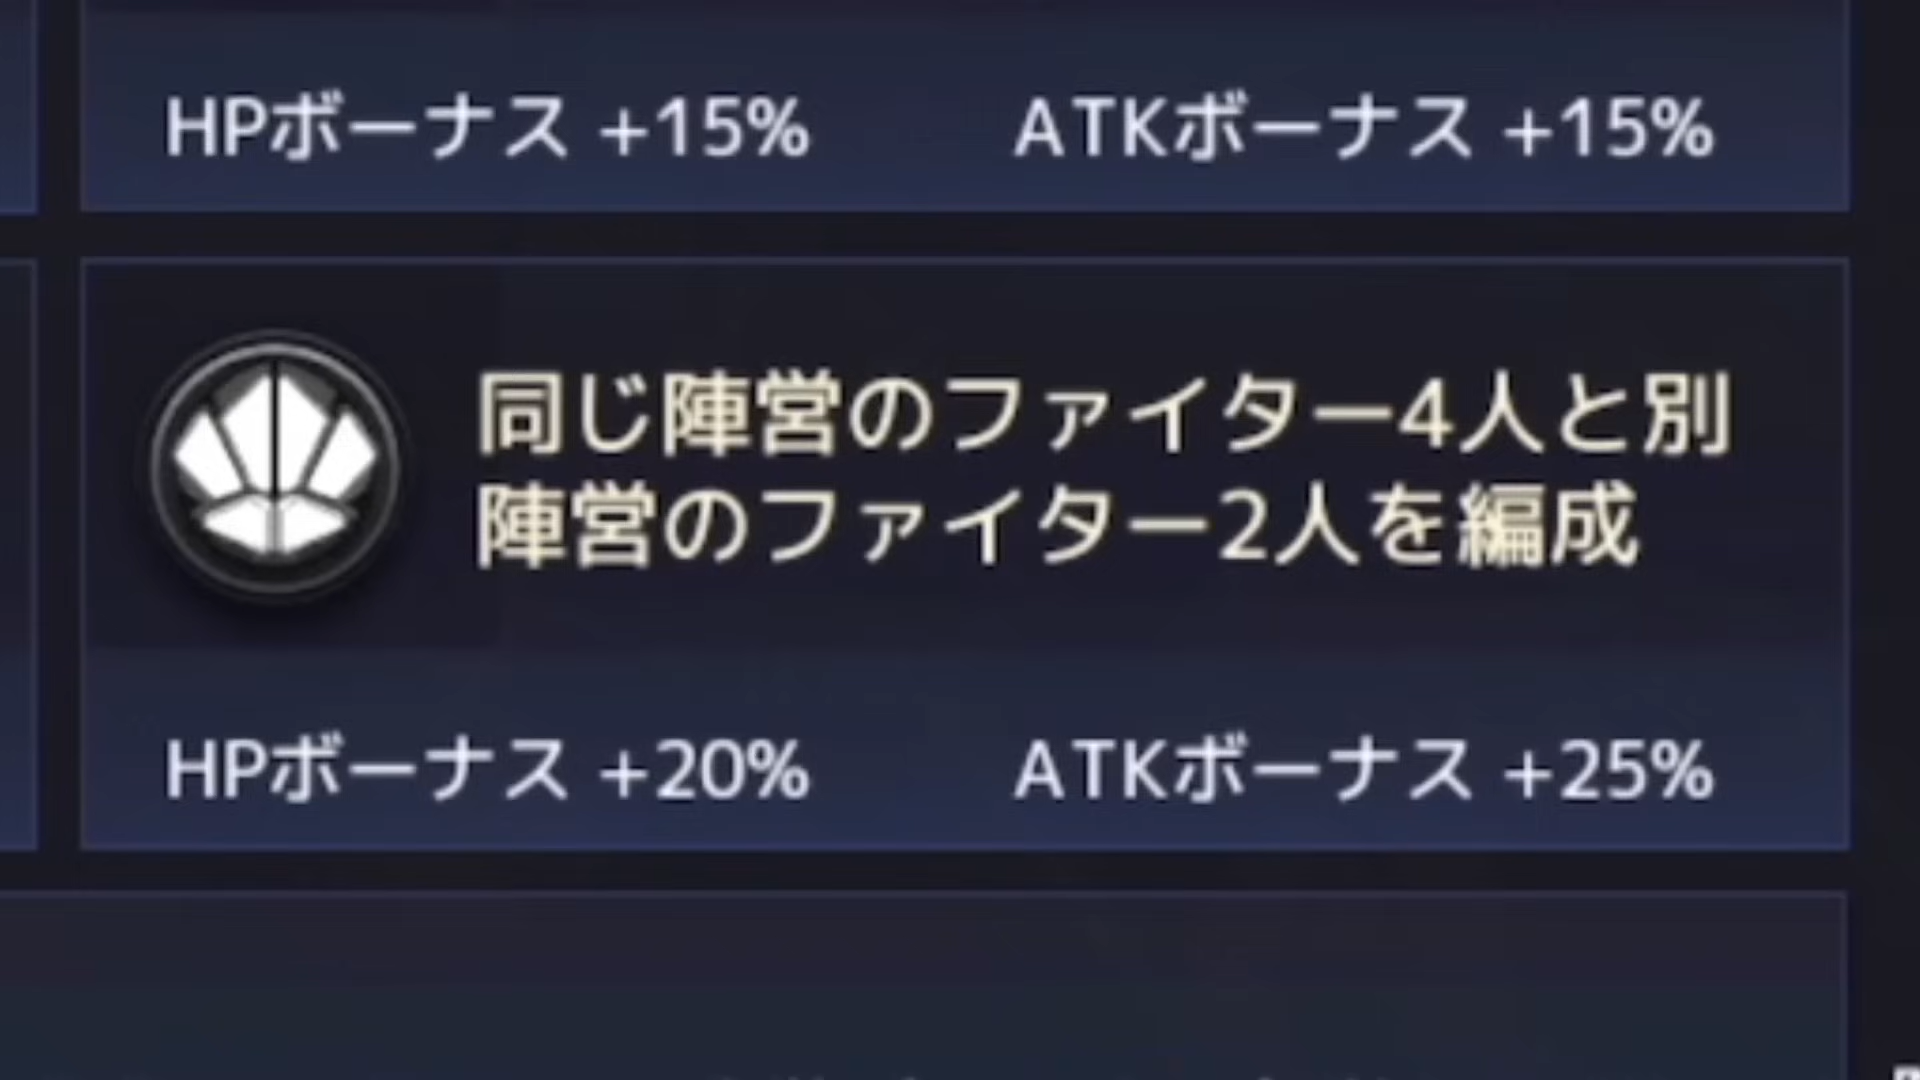 HPボーナス +15% ATKボーナス +15%
同じ陣営のファイター4人と別
陣営のファイター2人を編成
HPボーナス +20% ATKボーナス +25%